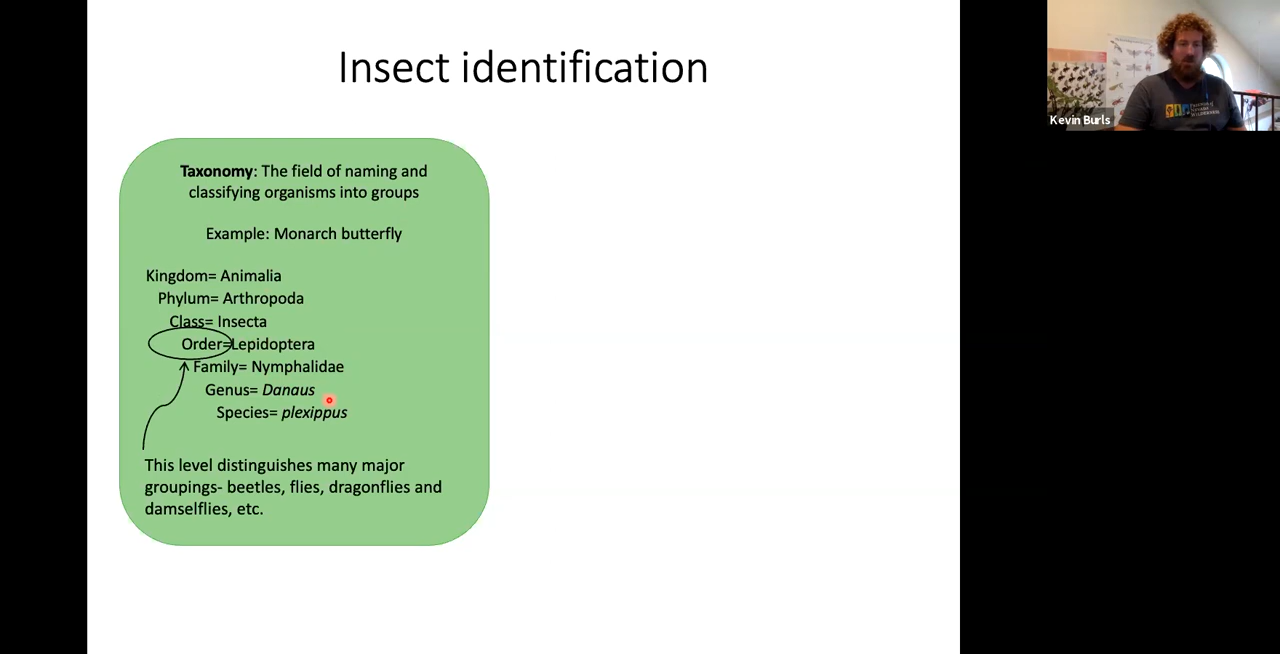 Insect identification
Taxonomy: The field of naming and
classifying organisms into groups
Example: Monarch butterfly
Kingdom= Animalia
Phylum= Arthropoda
Class= Insecta
Order=Lepidoptera
Family= Nymphalidae
Genus= Danaus
Species= plexippus
This level distinguishes many major
groupings- beetles, flies, dragonflies and
damselflies, etc.
Kevin Burls
Nevada
Wilderness